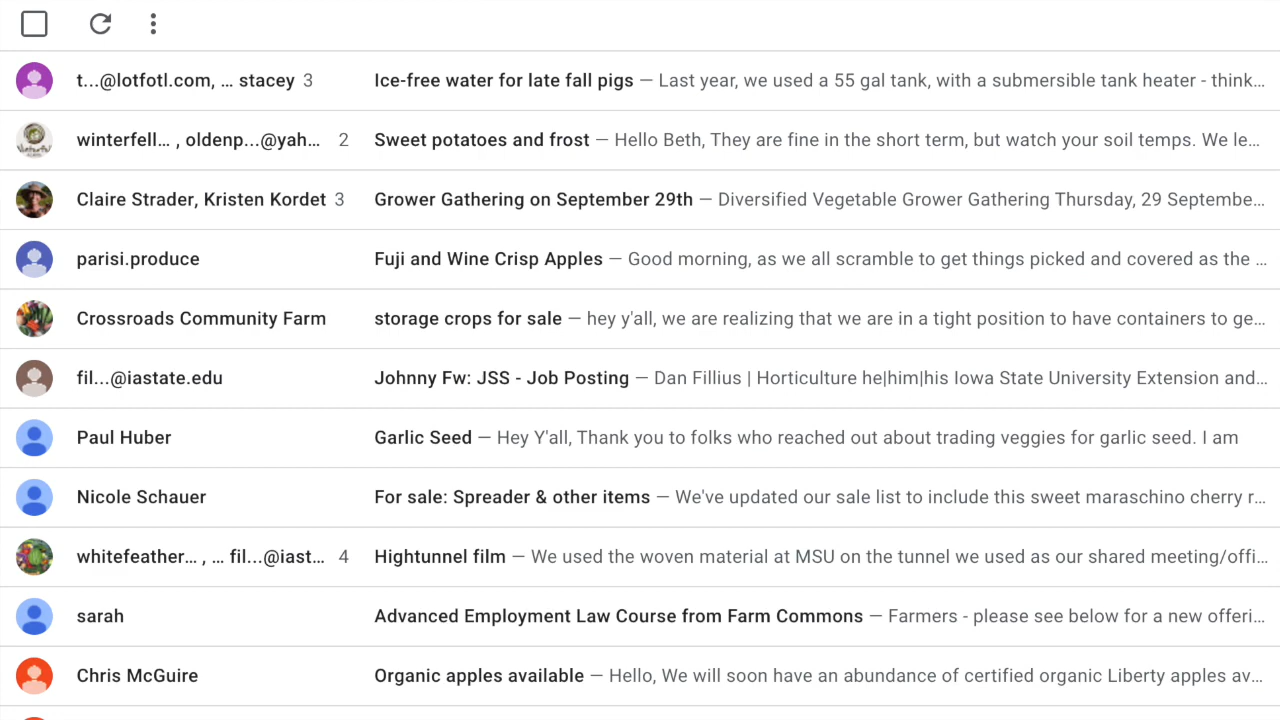 t...@lotfotl.com, ... stacey 3 Ice-free water for late fall pigs — Last year, we used a 55 gal tank, with a submersible tank heater - think...
winterfell... , oldenp...@yah... 2 Sweet potatoes and frost — Hello Beth, They are fine in the short term, but watch your soil temps. We le...
Claire Strader, Kristen Kordet 3 Grower Gathering on September 29th — Diversified Vegetable Grower Gathering Thursday, 29 Septembe...
parisi.produce Fuji and Wine Crisp Apples — Good morning, as we all scramble to get things picked and covered as the ...
Crossroads Community Farm storage crops for sale — hey y'all, we are realizing that we are in a tight position to have containers to ge...
fil...@iastate.edu Johnny Fw: JSS - Job Posting — Dan Fillius | Horticulture he|him|his Iowa State University Extension and...
Paul Huber Garlic Seed — Hey Y'all, Thank you to folks who reached out about trading veggies for garlic seed. I am
Nicole Schauer For sale: Spreader & other items — We've updated our sale list to include this sweet maraschino cherry r...
whitefeather... , ... fil...@iast... 4 Hightunnel film — We used the woven material at MSU on the tunnel we used as our shared meeting/offi...
sarah Advanced Employment Law Course from Farm Commons — Farmers - please see below for a new offeri...
Chris McGuire Organic apples available — Hello, We will soon have an abundance of certified organic Liberty apples av...